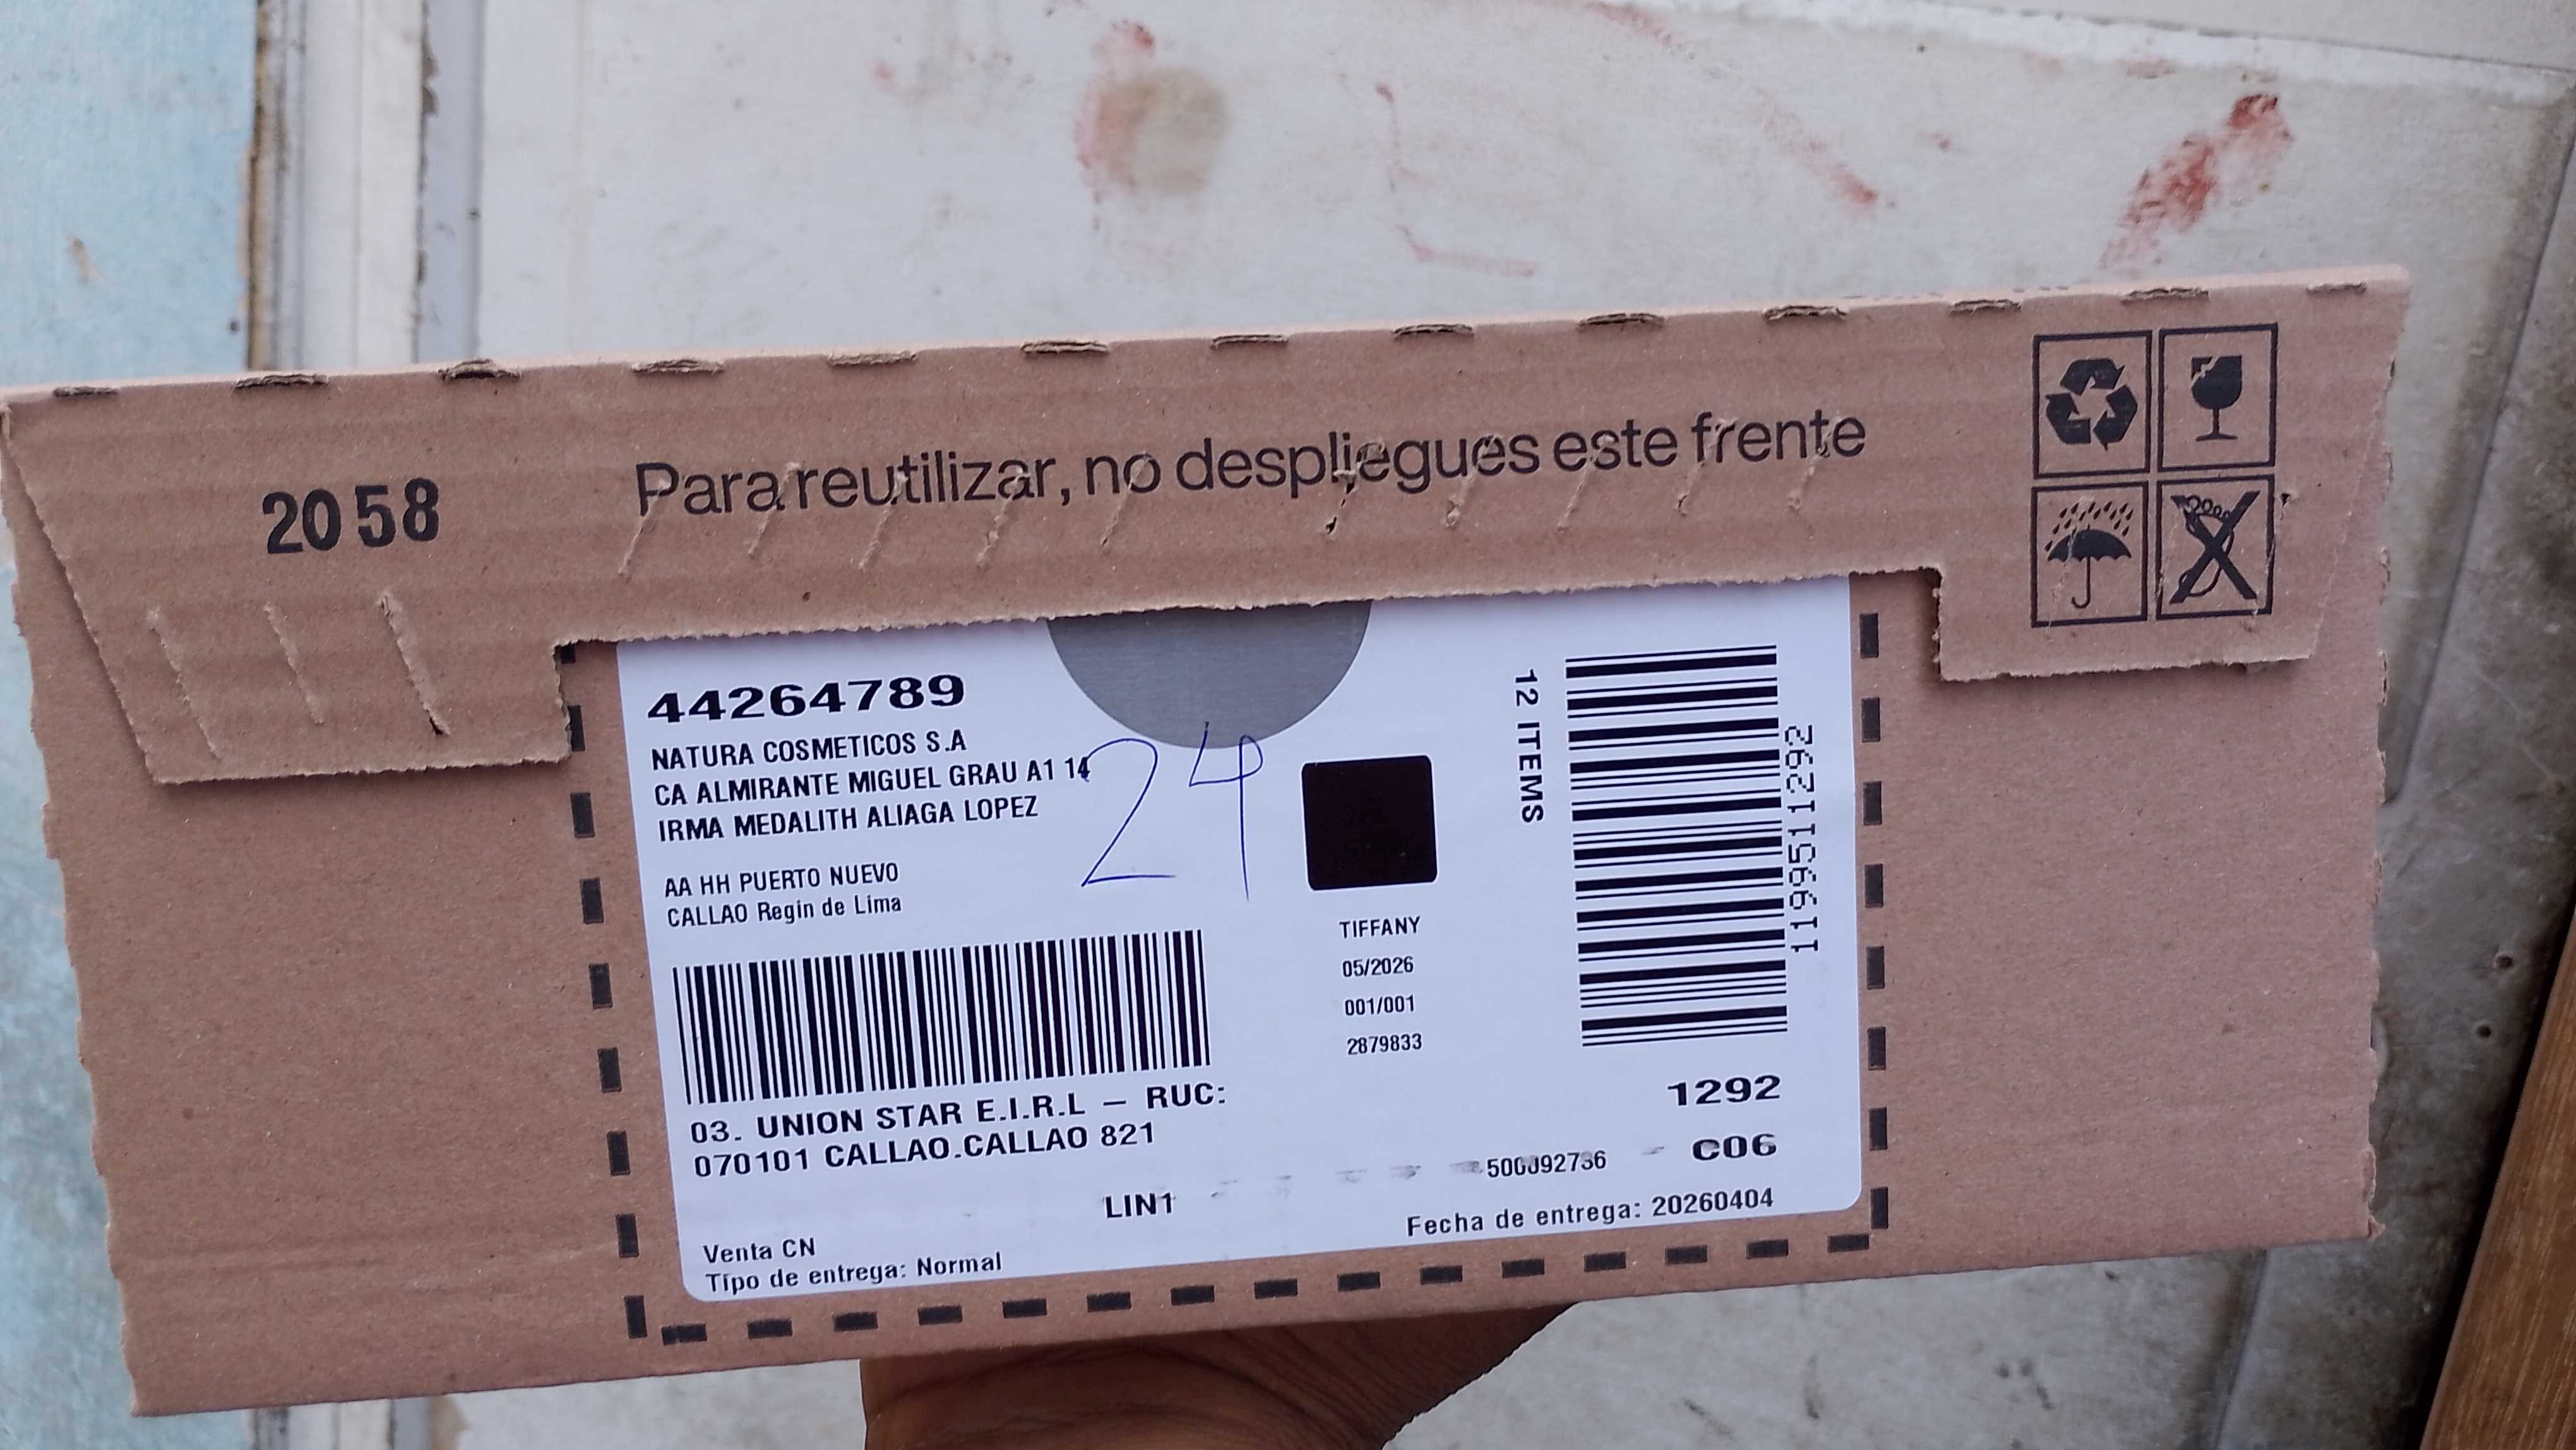 2058
Para reutilizar, no despliegues este frente
44264789
NATURA COSMETICOS S.A
CA ALMIRANTE MIGUEL GRAU A1 14
IRMA MEDALITH ALIAGA LOPEZ
24
AA HH PUERTO NUEVO
CALLAO Regin de Lima
12 ITEMS
1199511262
TIFFANY
05/2026
001/001
2879833
03. UNION STAR E.I.R.L – RUC:
070101 CALLAO.CALLAO 821
1292
C06
LIN1
Fecha de entrega: 20260404
Venta CN
Tipo de entrega: Normal